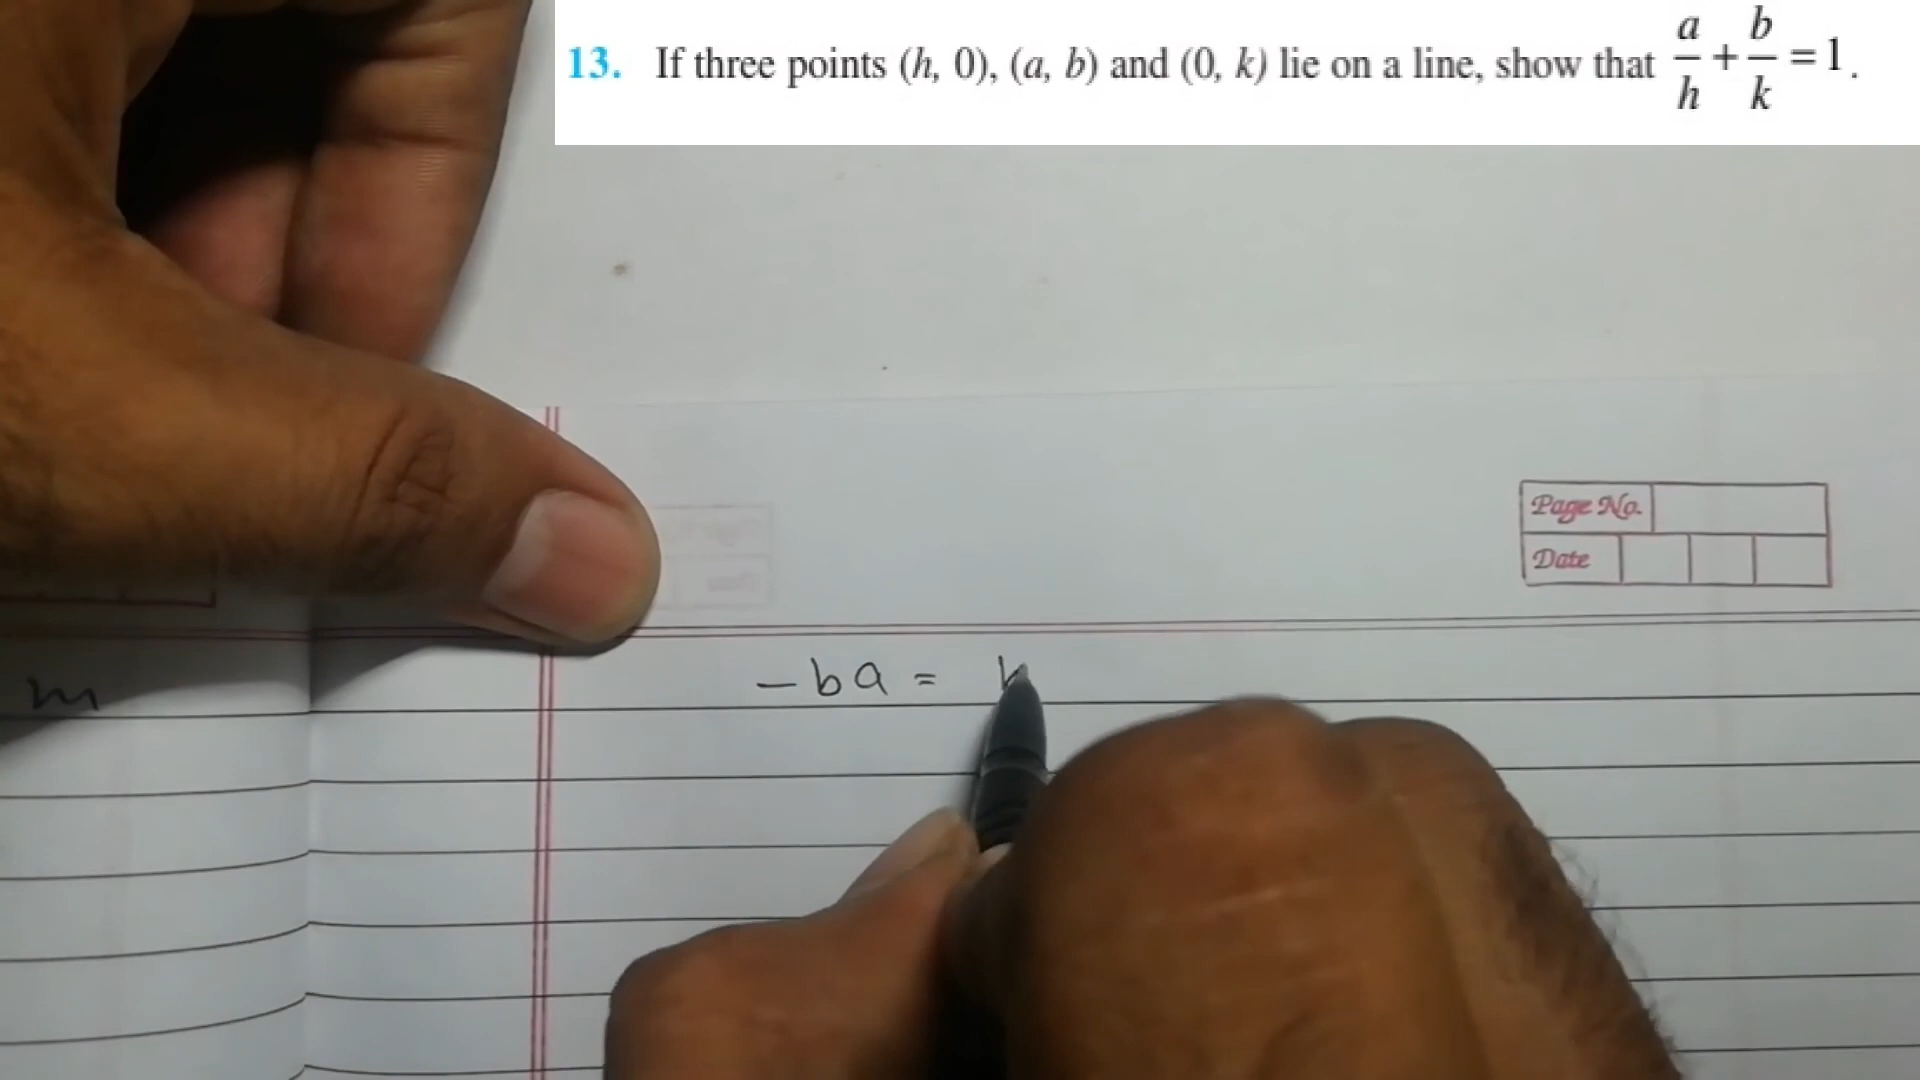 13. If three points (h, 0), (a, b) and (0, k) lie on a line, show that a/h + b/k = 1.
Page No.
Date
m
– ba =